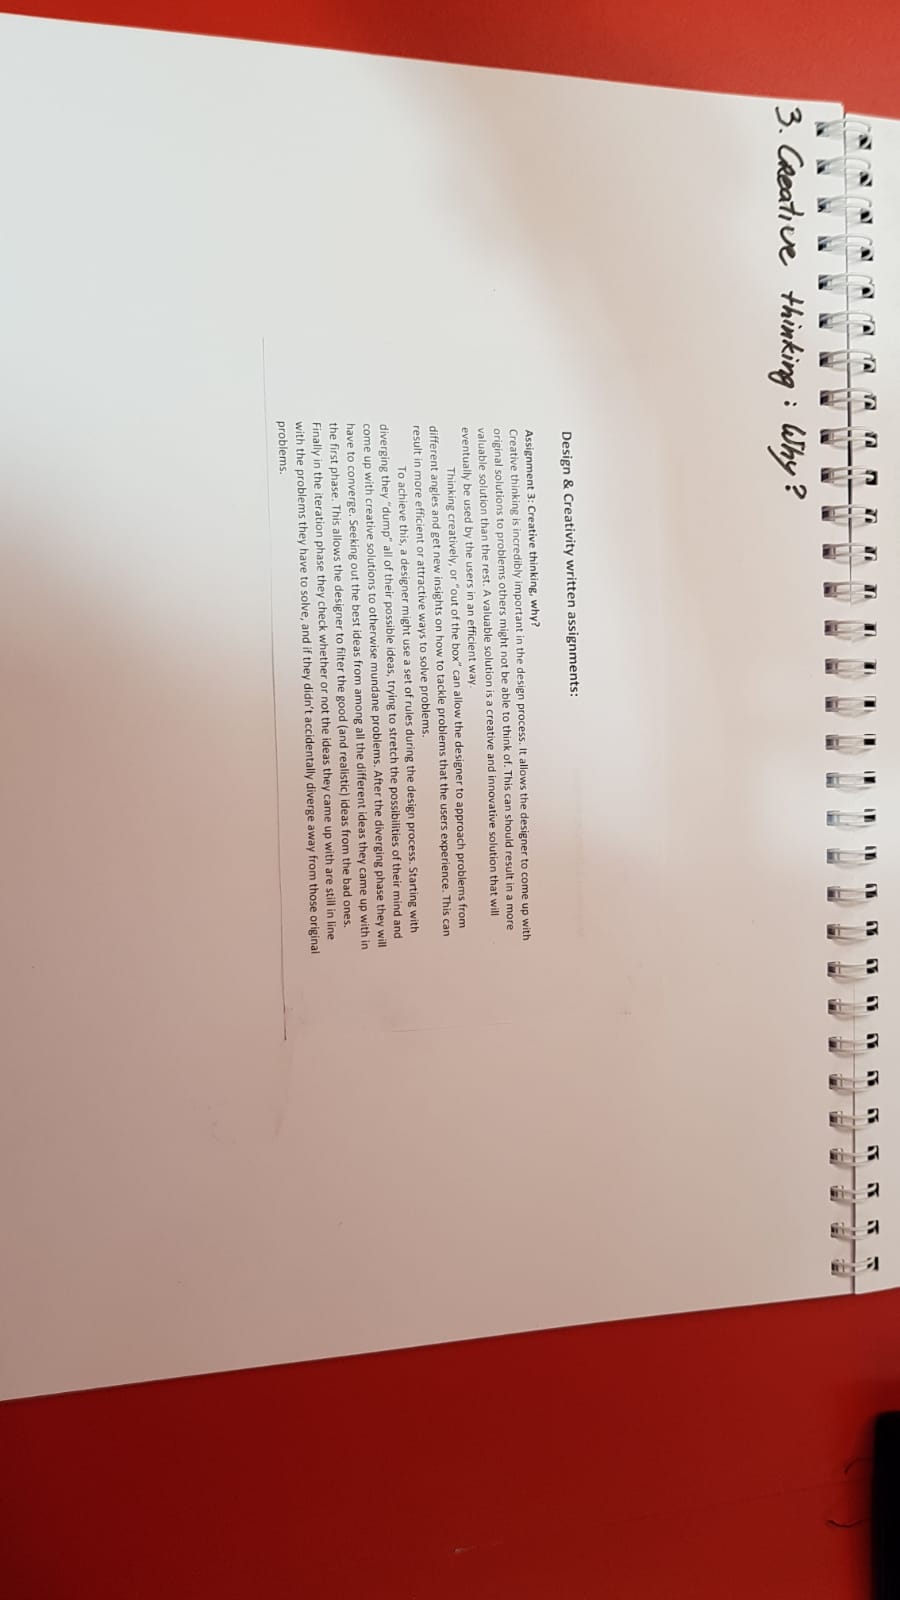 3. Creative thinking: Why?
Design & Creativity written assignments:
Assignment 3: Creative thinking, why?
Creative thinking is incredibly important in the design process. It allows the designer to come up with
original solutions to problems others might not be able to think of. This can should result in a more
valuable solution than the rest. A valuable solution is a creative and innovative solution that will
eventually be used by the users in an efficient way.
Thinking creatively, or "out of the box" can allow the designer to approach problems from
different angles and get new insights on how to tackle problems that the users experience. This can
result in more efficient or attractive ways to solve problems.
To achieve this, a designer might use a set of rules during the design process. Starting with
diverging they "dump" all of their possible ideas, trying to stretch the possibilities of their mind and
come up with creative solutions to otherwise mundane problems. After the diverging phase they will
have to converge. Seeking out the best ideas from among all the different ideas they came up with in
the first phase. This allows the designer to filter the good (and realistic) ideas from the bad ones.
Finally in the iteration phase they check whether or not the ideas they came up with are still in line
with the problems they have to solve, and if they didn't accidentally diverge away from those original
problems.